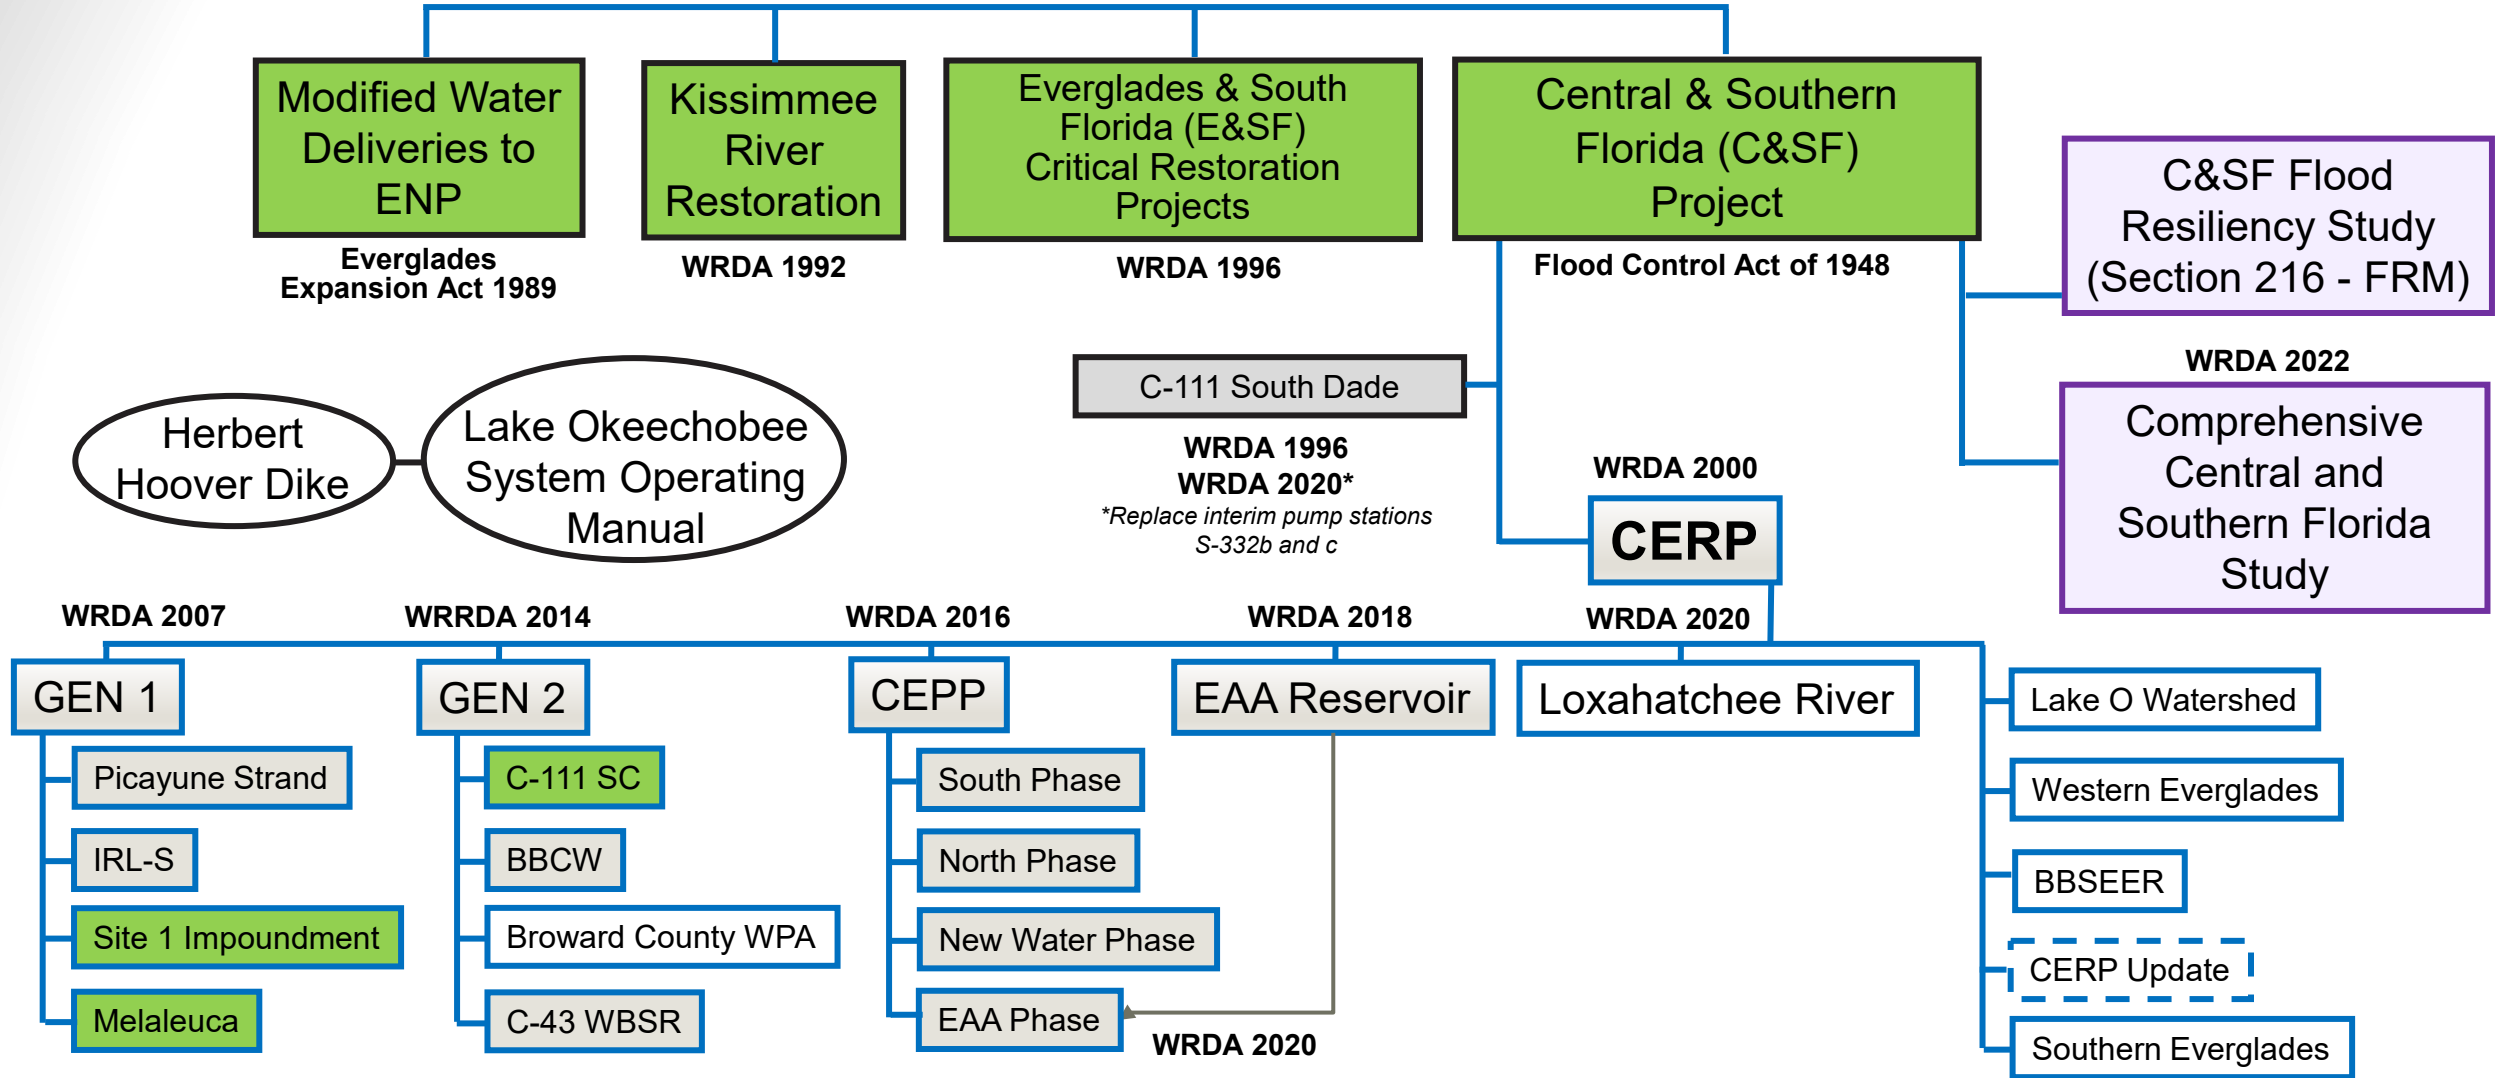 Modified Water
Deliveries to
ENP
Everglades
Expansion Act 1989
Kissimmee
River
Restoration
WRDA 1992
Everglades & South
Florida (E&SF)
Critical Restoration
Projects
WRDA 1996
Central & Southern
Florida (C&SF)
Project
Flood Control Act of 1948
C&SF Flood
Resiliency Study
(Section 216 - FRM)
WRDA 2022
Comprehensive
Central and
Southern Florida
Study
Herbert
Hoover Dike
Lake Okeechobee
System Operating
Manual
C-111 South Dade
WRDA 1996
WRDA 2020*
*Replace interim pump stations
S-332b and c
WRDA 2000
CERP
WRDA 2007
GEN 1
Picayune Strand
IRL-S
Site 1 Impoundment
Melaleuca
WRRDA 2014
GEN 2
C-111 SC
BBCW
Broward County WPA
C-43 WBSR
WRDA 2016
CEPP
South Phase
North Phase
New Water Phase
EAA Phase
WRDA 2018
EAA Reservoir
WRDA 2020
WRDA 2020
Loxahatchee River
Lake O Watershed
Western Everglades
BBSEER
CERP Update
Southern Everglades